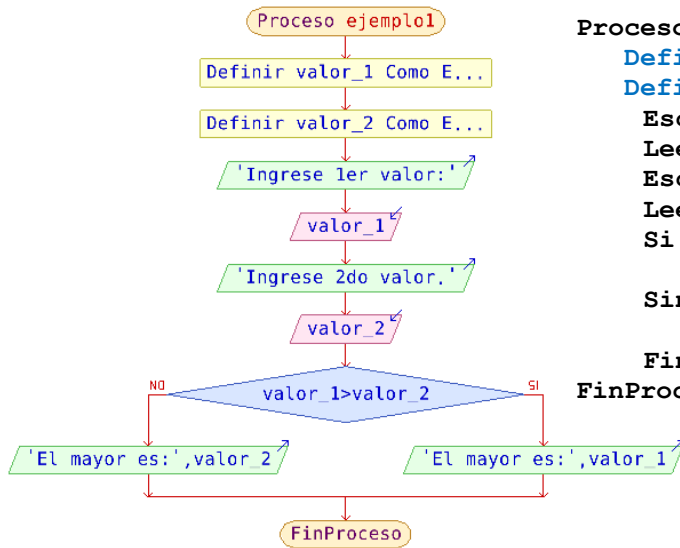 Proceso ejemplo1
Definir valor_1 Como E...
Definir valor_2 Como E...
'Ingrese 1er valor:'
valor_1
'Ingrese 2do valor.'
valor_2
valor_1>valor_2
NO
SI
'El mayor es:',valor_2
'El mayor es:',valor_1
FinProceso
Proceso
Defi
Defi
Esc
Lee
Esc
Lee
Si
Sin
Fin
FinProc